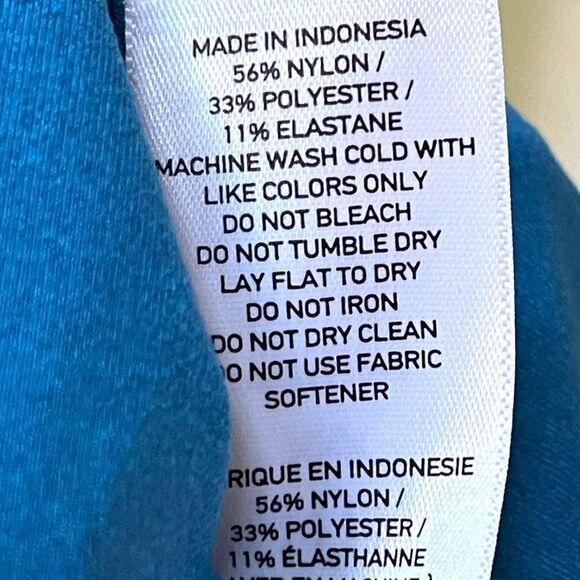 MADE IN INDONESIA
56% NYLON /
33% POLYESTER /
11% ELASTANE
MACHINE WASH COLD WITH
LIKE COLORS ONLY
DO NOT BLEACH
DO NOT TUMBLE DRY
LAY FLAT TO DRY
DO NOT IRON
DO NOT DRY CLEAN
DO NOT USE FABRIC
SOFTENER
RIQUE EN INDONESIE
56% NYLON /
33% POLYESTER /
11% ÉLASTHANNE